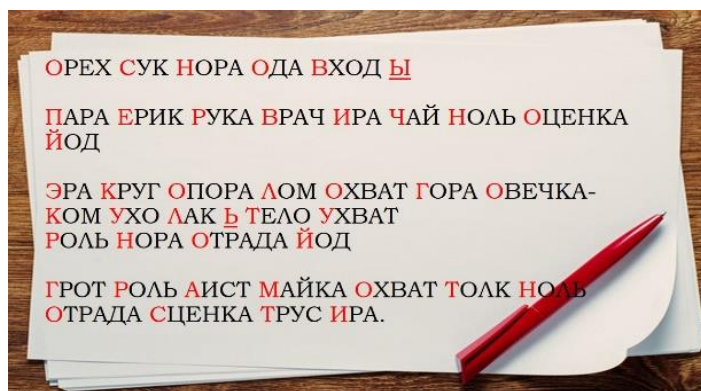 ОРЕХ СУК НОРА ОДА ВХОД Ы
ПАРА ЕРИК РУКА ВРАЧ ИРА ЧАЙ НОЛЬ ОЦЕНКА
ЙОД
ЭРА КРУГ ОПОРА ЛОМ ОХВАТ ГОРА ОВЕЧКА-
КОМ УХО ЛАК Ь ТЕЛО УХВАТ
РОЛЬ НОРА ОТРАДА ЙОД
ГРОТ РОЛЬ АИСТ МАЙКА ОХВАТ ТОЛК НОЛЬ
ОТРАДА СЦЕНКА ТРУС ИРА.